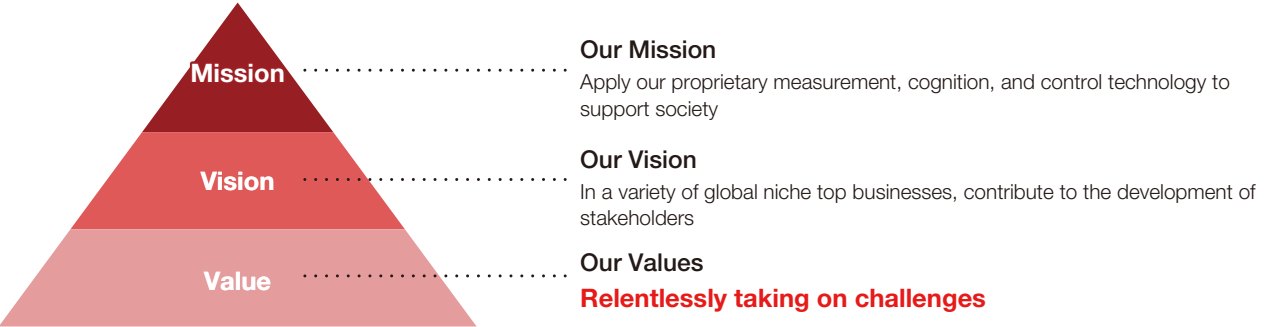 Mission
Our Mission
Apply our proprietary measurement, cognition, and control technology to
support society
Vision
Our Vision
In a variety of global niche top businesses, contribute to the development of
stakeholders
Value
Our Values
Relentlessly taking on challenges